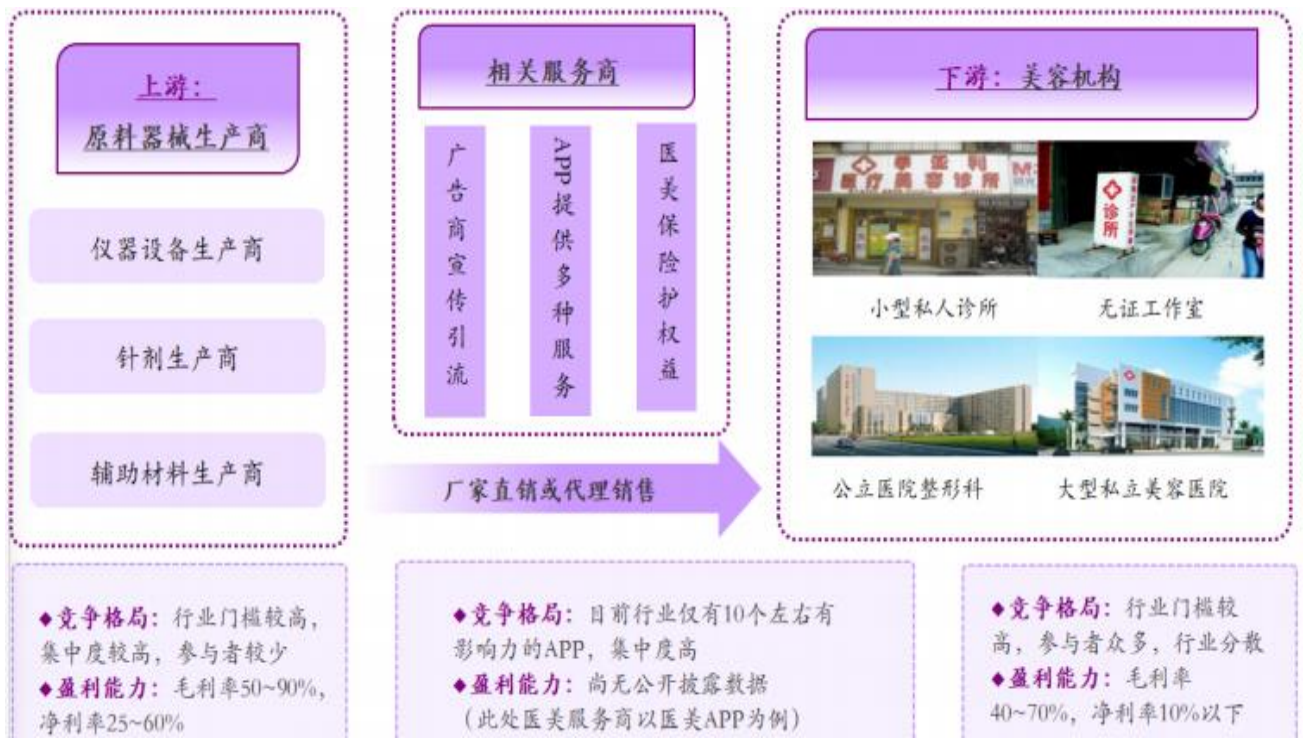 上游：
原料器械生产商
仪器设备生产商
针剂生产商
辅助材料生产商
相关服务商
广告商宣传引流
APP提供多种服务
医美保险护权益
厂家直销或代理销售
下游：美容机构
医疗美容诊所
诊所
小型私人诊所
无证工作室
公立医院整形科
大型私立美容医院
◆竞争格局：行业门槛较高，
集中度较高，参与者较少
◆盈利能力：毛利率50~90%，
净利率25~60%
◆竞争格局：目前行业仅有10个左右有
影响力的APP，集中度高
◆盈利能力：尚无公开披露数据
（此处医美服务商以医美APP为例）
◆竞争格局：行业门槛较
高，参与者众多，行业分散
◆盈利能力：毛利率
40~70%，净利率10%以下